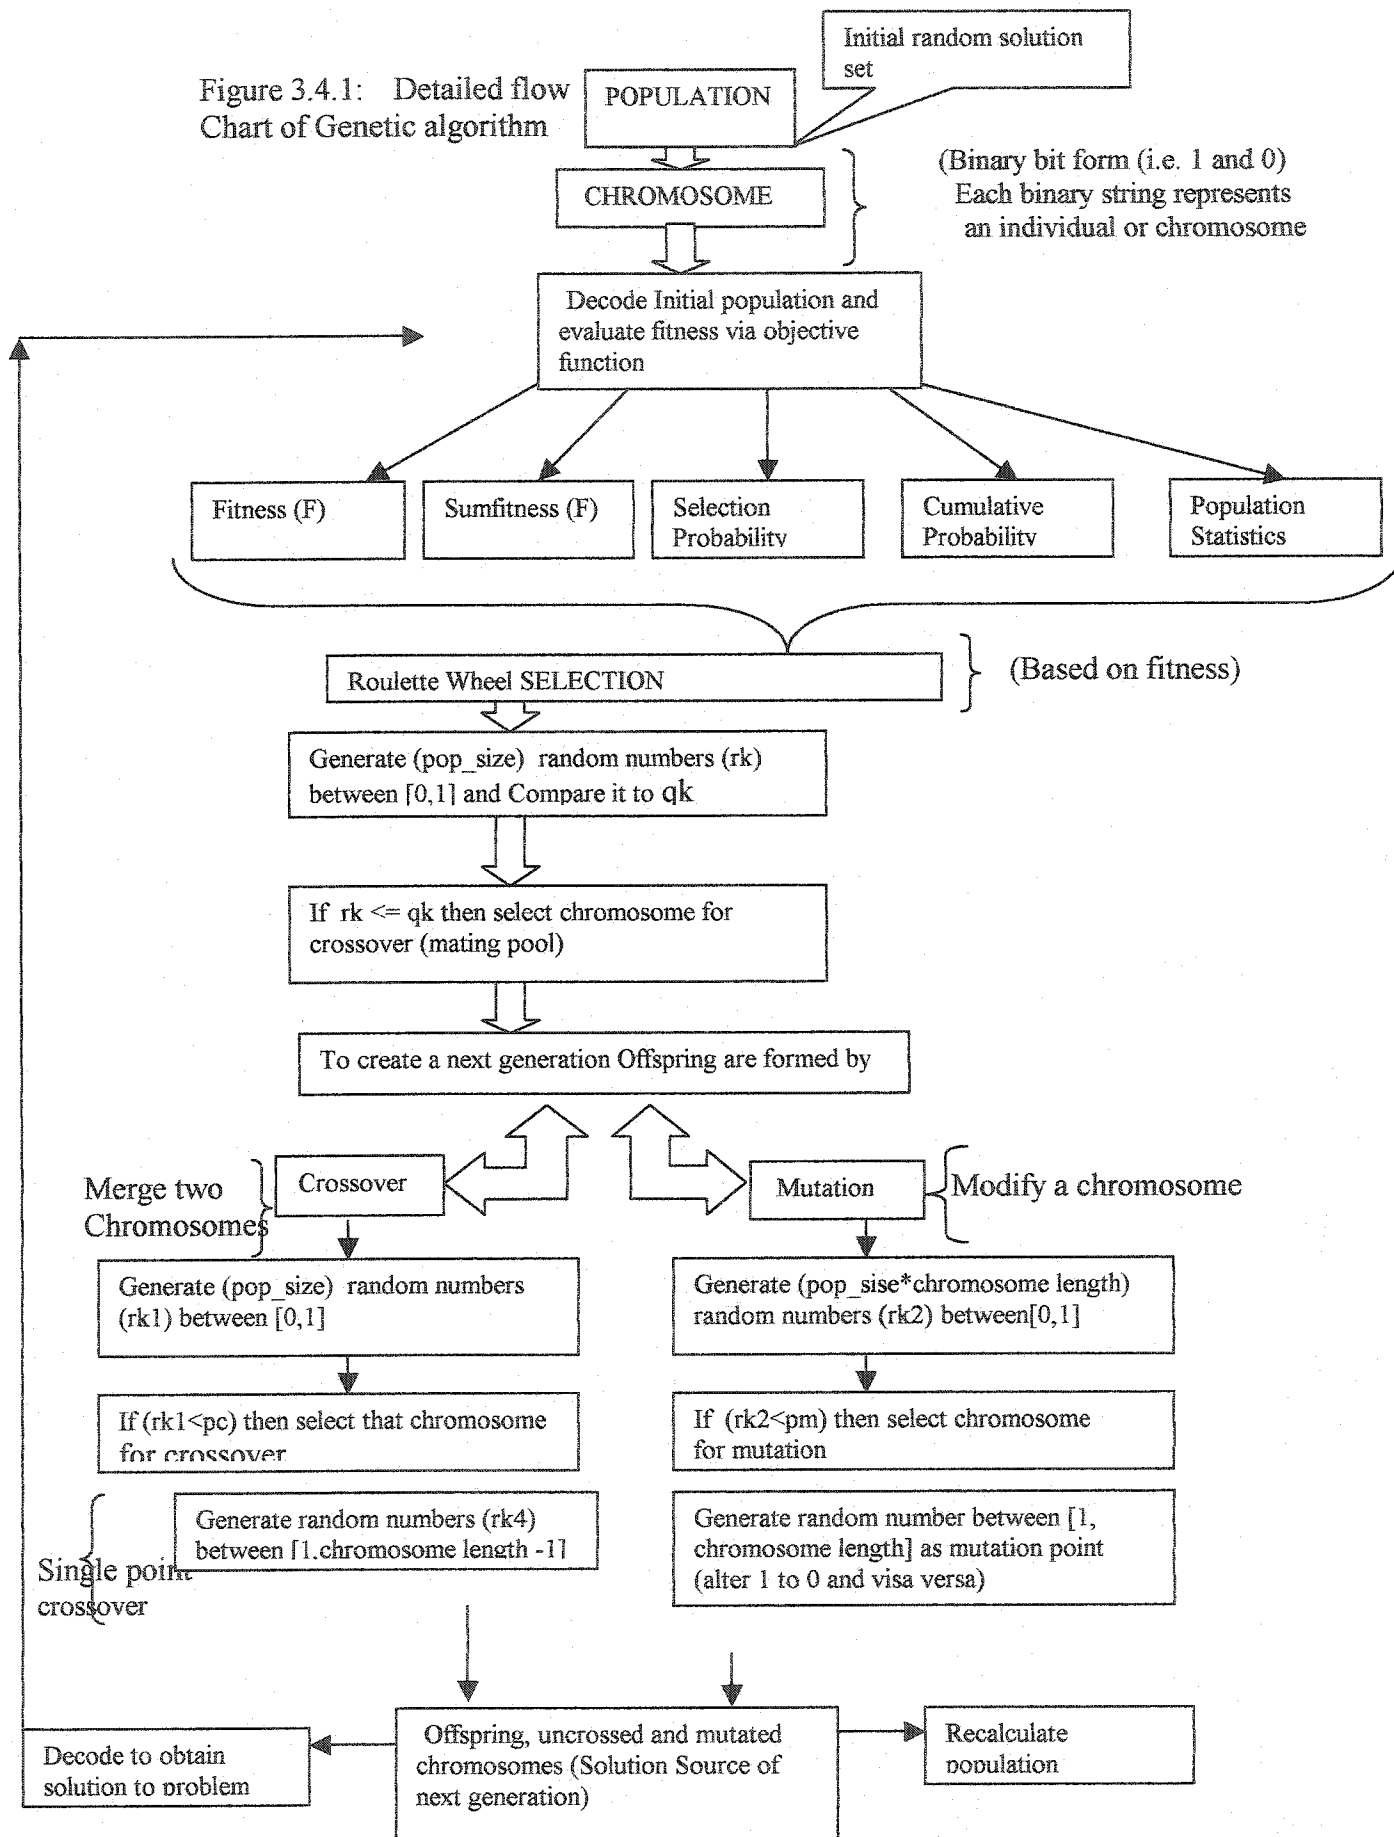 Initial random solution
set
Figure 3.4.1: Detailed flow
Chart of Genetic algorithm
POPULATION
CHROMOSOME
(Binary bit form (i.e. 1 and 0)
Each binary string represents
an individual or chromosome
Decode Initial population and
evaluate fitness via objective
function
Fitness (F)
Sumfitness (F)
Selection
Probability
Cumulative
Probability
Population
Statistics
Roulette Wheel SELECTION
(Based on fitness)
Generate (pop_size) random numbers (rk)
between [0,1] and Compare it to qk
If rk <= qk then select chromosome for
crossover (mating pool)
To create a next generation Offspring are formed by
Merge two
Chromosomes
Crossover
Mutation
Modify a chromosome
Generate (pop_size) random numbers
(rk1) between [0,1]
Generate (pop_sise*chromosome length)
random numbers (rk2) between[0,1]
If (rk1<pc) then select that chromosome
for crossover
If (rk2<pm) then select chromosome
for mutation
Single point
crossover
Generate random numbers (rk4)
between [1,chromosome length -1]
Generate random number between [1,
chromosome length] as mutation point
(alter 1 to 0 and visa versa)
Decode to obtain
solution to problem
Offspring, uncrossed and mutated
chromosomes (Solution Source of
next generation)
Recalculate
population